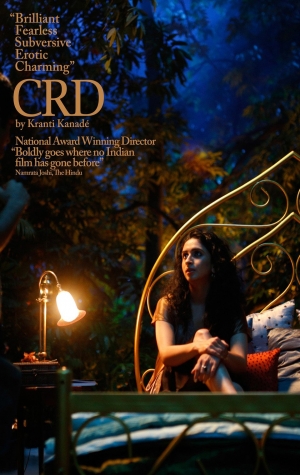 "Brilliant
Fearless
Subversive
Erotic
Charming"
CRD
by Kranti Kanadé
National Award Winning Director
"Boldly goes where no Indian
film has gone before"
Namrata Joshi, The Hindu